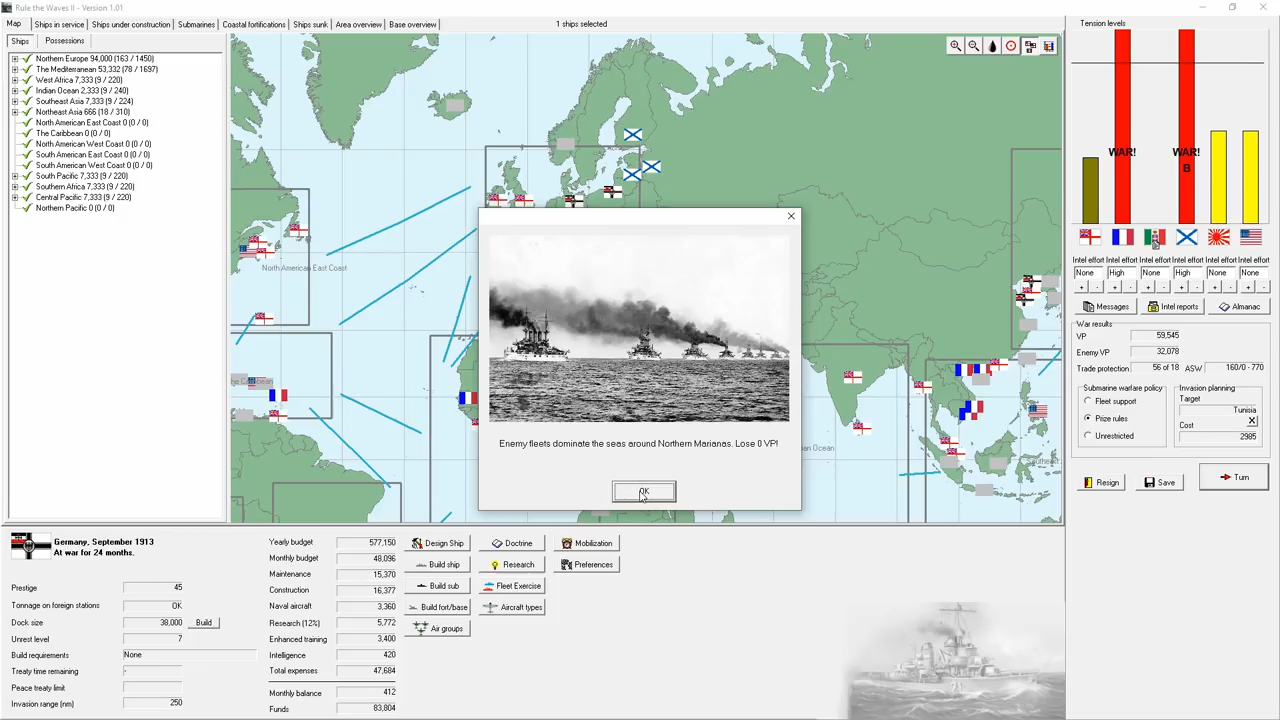 Rule the Waves II - Version 1.01
Map
Ships in service
Ships under construction
Submarines
Coastal fortifications
Ships sunk
Area overview
Base overview
1 ships selected
Ships
Possessions
Northern Europe 94,000 (163 / 1450)
The Mediterranean 53,332 (78 / 1697)
West Africa 7,333 (9 / 220)
Indian Ocean 2,333 (9 / 240)
Southeast Asia 7,333 (9 / 224)
Northeast Asia 666 (18 / 310)
North American East Coast 0 (0 / 0)
The Caribbean 0 (0 / 0)
North American West Coast 0 (0 / 0)
South American East Coast 0 (0 / 0)
South American West Coast 0 (0 / 0)
South Pacific 7,333 (9 / 220)
Southern Africa 7,333 (9 / 220)
Central Pacific 7,333 (9 / 220)
Northern Pacific 0 (0 / 0)
North American East Coast
Enemy fleets dominate the seas around Northern Marianas. Lose 0 VP!
OK
Tension levels
WAR!
WAR!
B
Intel effort
Intel effort
Intel effort
Intel effort
Intel effort
Intel effort
None
High
None
High
None
None
+ -
+ -
+ -
+ -
+ -
+ -
Messages
Intel reports
Almanac
War results
VP 59,545
Enemy VP 32,078
Trade protection 56 of 18 ASW 160/0 - 770
Submarine warfare policy
Fleet support
Prize rules
Unrestricted
Invasion planning
Target
Tunisia
X
Cost
2985
Resign
Save
Turn
Germany, September 1913
At war for 24 months.
Prestige 45
Tonnage on foreign stations OK
Dock size 38,000 Build
Unrest level 7
Build requirements None
Treaty time remaining -
Peace treaty limit
Invasion range (nm) 250
Yearly budget 577,150
Monthly budget 48,096
Maintenance 15,370
Construction 16,377
Naval aircraft 3,360
Research (12%) 5,772
Enhanced training 3,400
Intelligence 420
Total expenses 47,684
Monthly balance 412
Funds 83,804
Design Ship
Doctrine
Mobilization
Build ship
Research
Preferences
Build sub
Fleet Exercise
Build fort/base
Aircraft types
Air groups